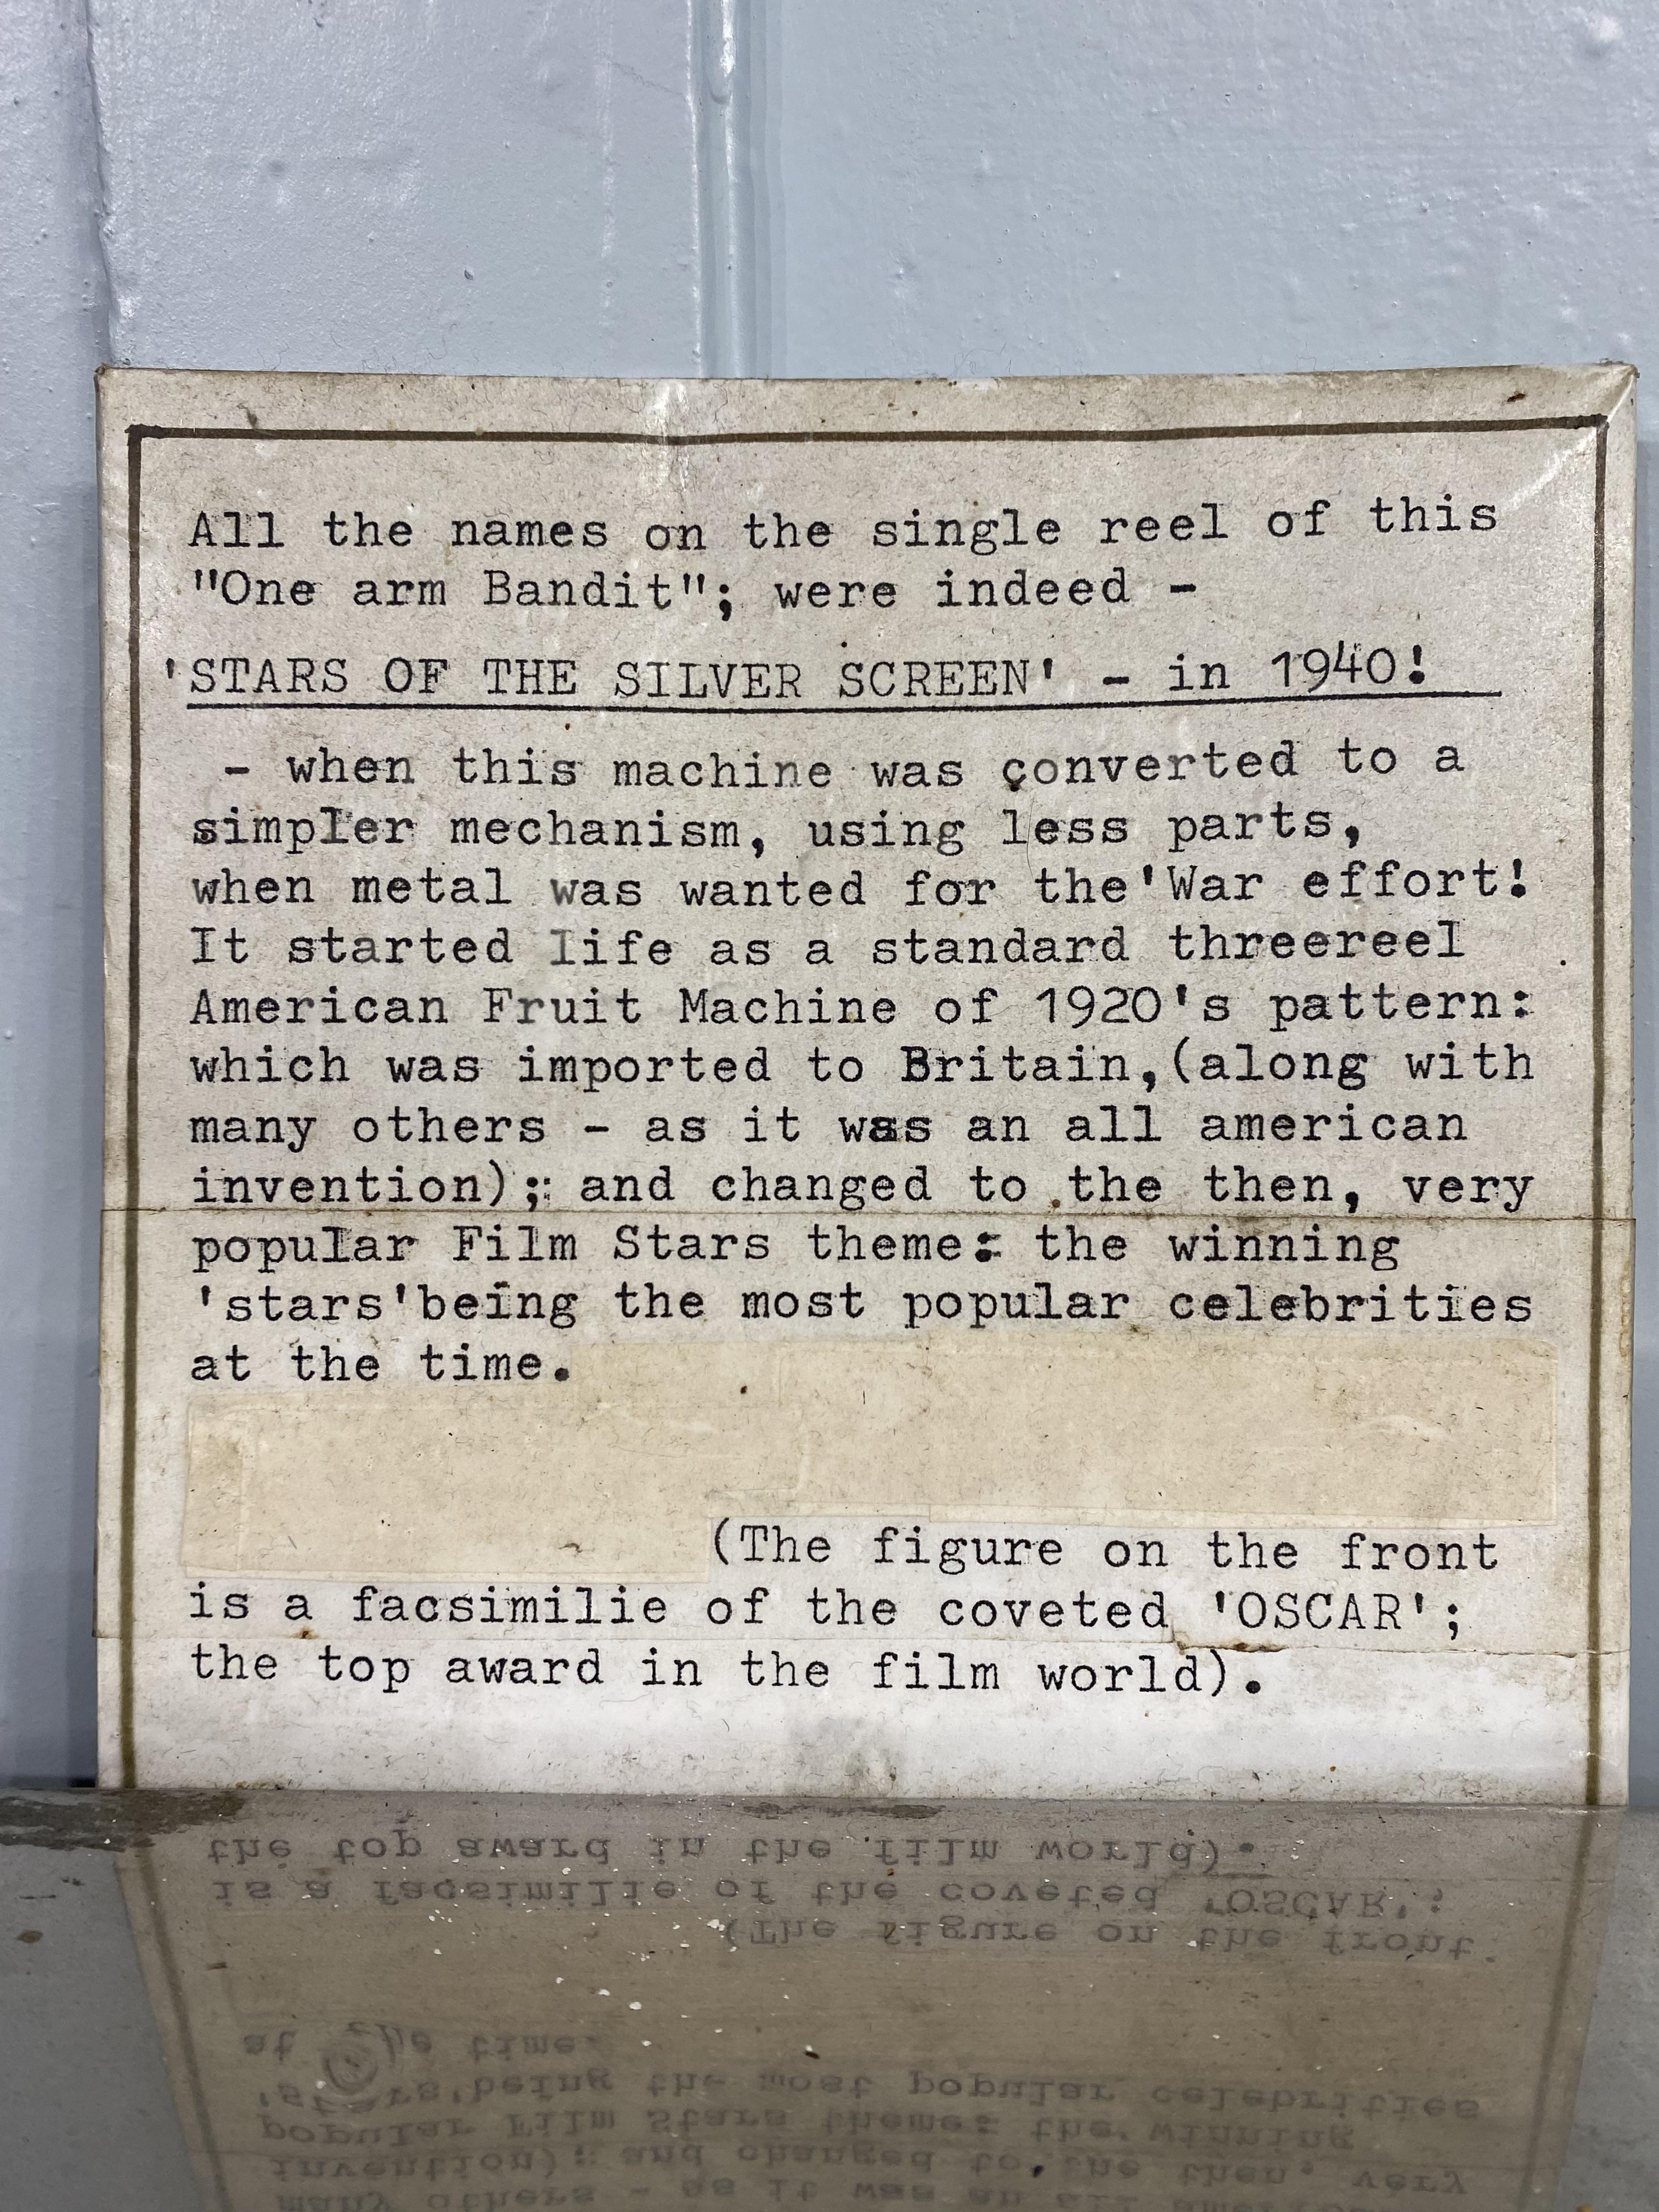 All the names on the single reel of this
"One arm Bandit"; were indeed -
'STARS OF THE SILVER SCREEN' - in 1940!
- when this machine was converted to a
simpler mechanism, using less parts,
when metal was wanted for the'War effort!
It started life as a standard threereel
American Fruit Machine of 1920's pattern:
which was imported to Britain,(along with
many others - as it was an all american
invention); and changed to the then, very
popular Film Stars theme: the winning
'stars'being the most popular celebrities
at the time.
(The figure on the front
is a facsimilie of the coveted 'OSCAR';
the top award in the film world).